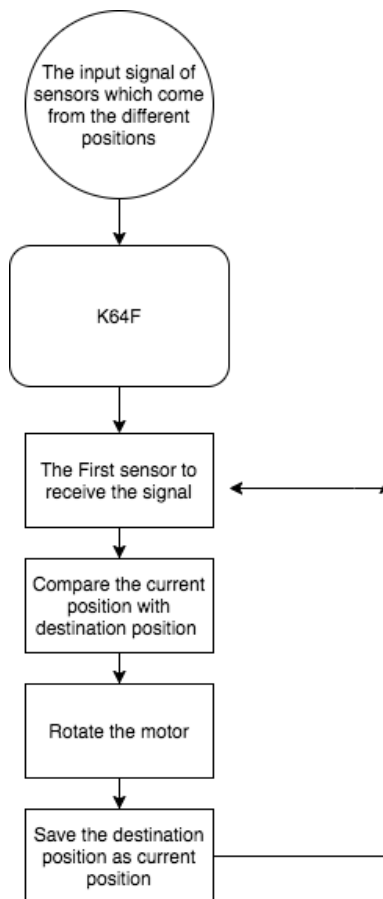 The input signal of
sensors which come
from the different
positions
K64F
The First sensor to
receive the signal
Compare the current
position with
destination position
Rotate the motor
Save the destination
position as current
position